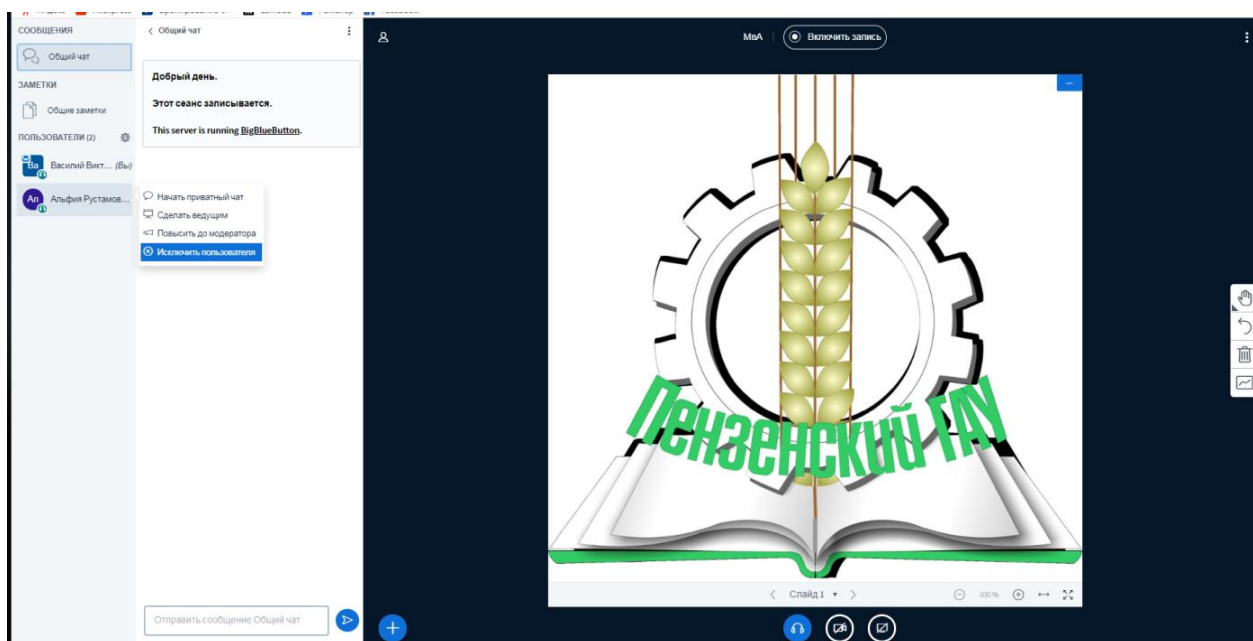 СООБЩЕНИЯ
Общий чат
ЗАМЕТКИ
Общие заметки
ПОЛЬЗОВАТЕЛИ (2)
Ва
Василий Викт... (Вы)
Ал
Альфия Рустамов...
Общий чат
Добрый день.
Этот сеанс записывается.
This server is running BigBlueButton.
Начать приватный чат
Сделать ведущим
Повысить до модератора
Исключить пользователя
Отправить сообщение Общий чат
МвА
Включить запись
Пензенский ГАУ
Слайд 1
100%